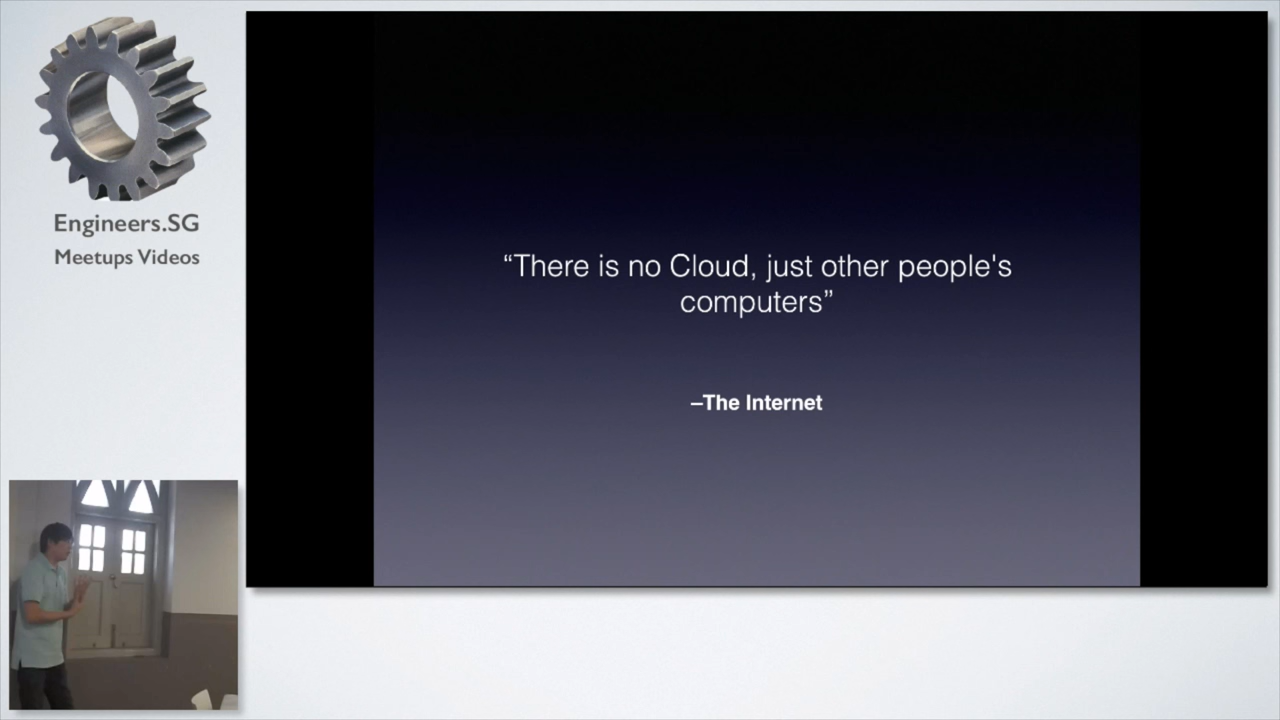 Engineers.SG
Meetups Videos
“There is no Cloud, just other people's
computers”
–The Internet